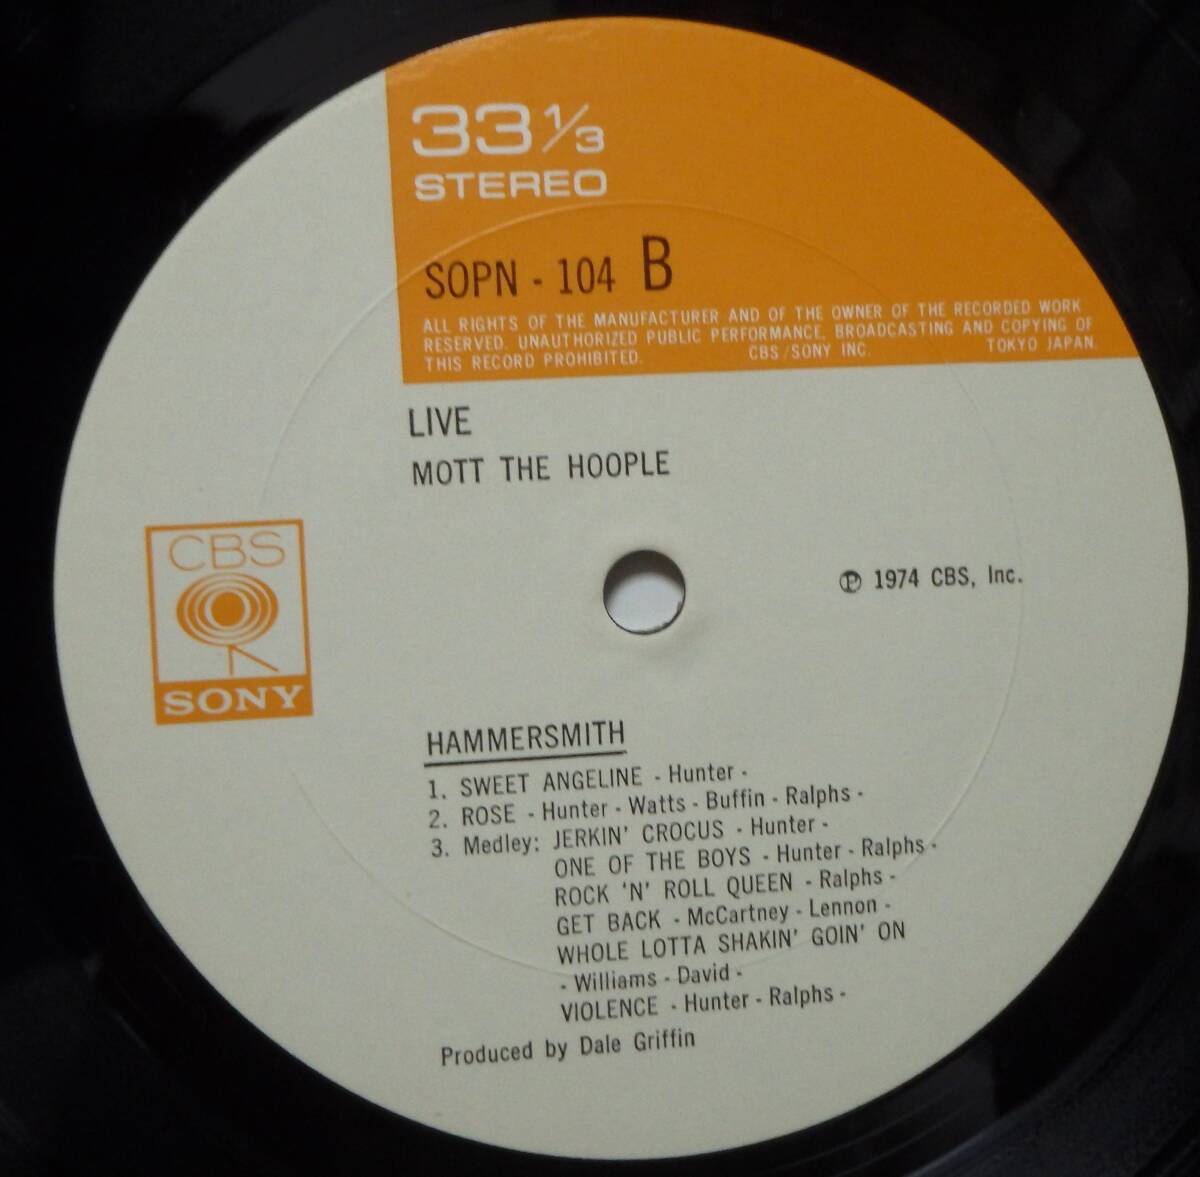 33 1/3
STEREO
SOPN - 104 B
ALL RIGHTS OF THE MANUFACTURER AND OF THE OWNER OF THE RECORDED WORK
RESERVED. UNAUTHORIZED PUBLIC PERFORMANCE, BROADCASTING AND COPYING OF
THIS RECORD PROHIBITED. CBS/SONY INC. TOKYO JAPAN.
LIVE
MOTT THE HOOPLE
CBS
SONY
Ⓟ 1974 CBS, Inc.
HAMMERSMITH
1. SWEET ANGELINE - Hunter -
2. ROSE - Hunter - Watts - Buffin - Ralphs -
3. Medley: JERKIN' CROCUS - Hunter -
ONE OF THE BOYS - Hunter - Ralphs -
ROCK 'N' ROLL QUEEN - Ralphs -
GET BACK - McCartney - Lennon -
WHOLE LOTTA SHAKIN' GOIN' ON
- Williams - David -
VIOLENCE - Hunter - Ralphs -
Produced by Dale Griffin